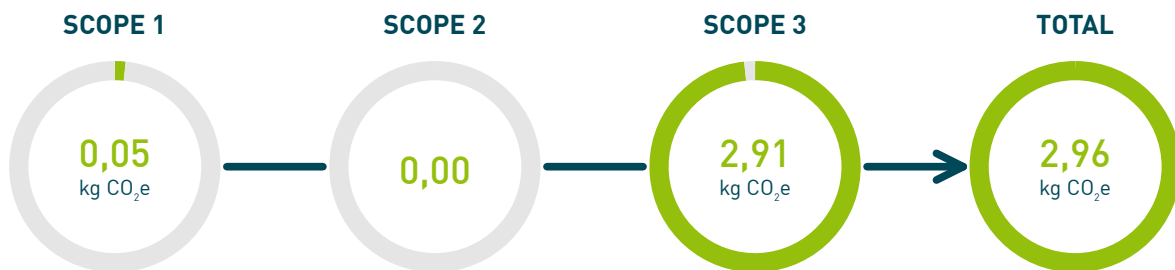 SCOPE 1
0,05
kg CO₂e
SCOPE 2
0,00
SCOPE 3
2,91
kg CO₂e
TOTAL
2,96
kg CO₂e